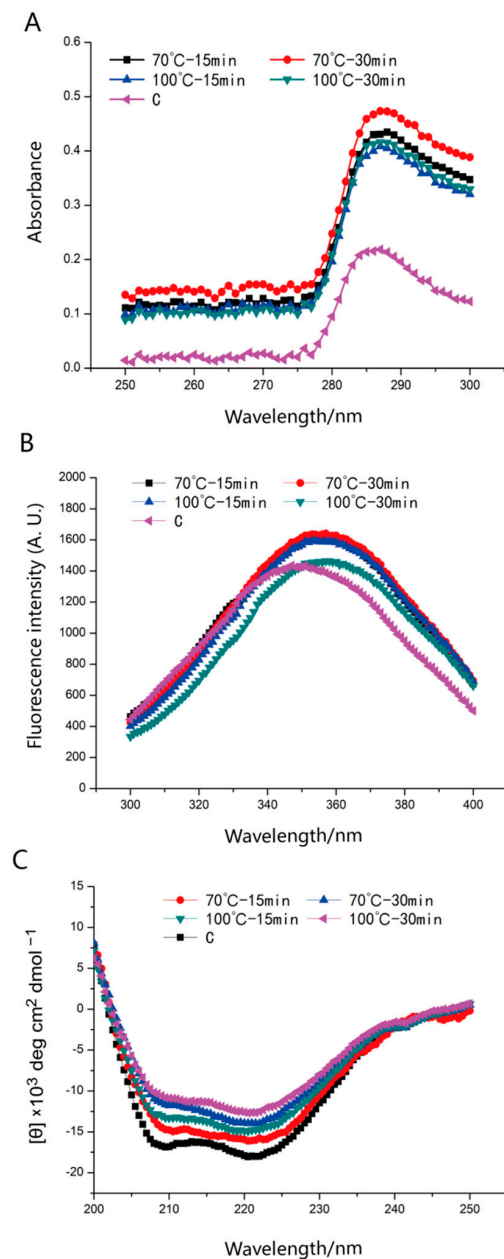 A
70°C-15min 70°C-30min
100°C-15min 100°C-30min
C
0.6
0.5
0.4
0.3
0.2
0.1
0.0
Absorbance
250 260 270 280 290 300
Wavelength/nm
B
70°C-15min 70°C-30min
100°C-15min 100°C-30min
C
2000
1800
1600
1400
1200
1000
800
600
400
200
0
Fluorescence intensity (A. U.)
300 320 340 360 380 400
Wavelength/nm
C
70°C-15min 70°C-30min
100°C-15min 100°C-30min
C
15
10
5
0
-5
-10
-15
-20
[θ] ×10³ deg cm² dmol⁻¹
200 210 220 230 240 250
Wavelength/nm